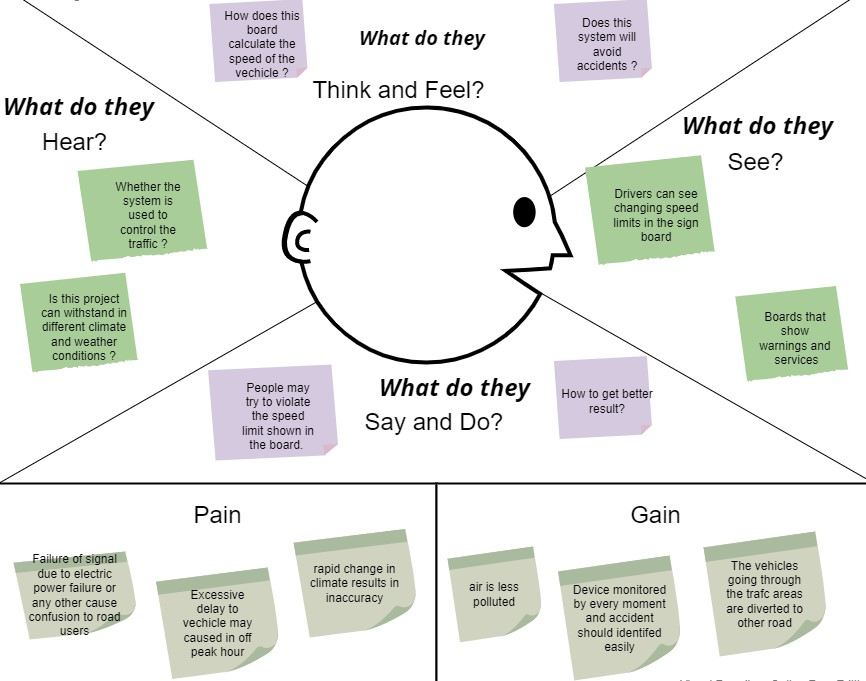 How does this
board
calculate the
speed of the
vechicle ?
What do they
Think and Feel?
Does this
system will
avoid
accidents ?
What do they
Hear?
Whether the
system is
used to
control the
traffic ?
Is this project
can withstand in
different climate
and weather
conditions ?
What do they
See?
Drivers can see
changing speed
limits in the sign
board
Boards that
show
warnings and
services
People may
try to violate
the speed
limit shown in
the board.
What do they
Say and Do?
How to get better
result?
Pain
Failure of signal
due to electric
power failure or
any other cause
confusion to road
users
Excessive
delay to
vechicle may
caused in off
peak hour
rapid change in
climate results in
inaccuracy
Gain
air is less
polluted
Device monitored
by every moment
and accident
should identifed
easily
The vehicles
going through
the trafc areas
are diverted to
other road